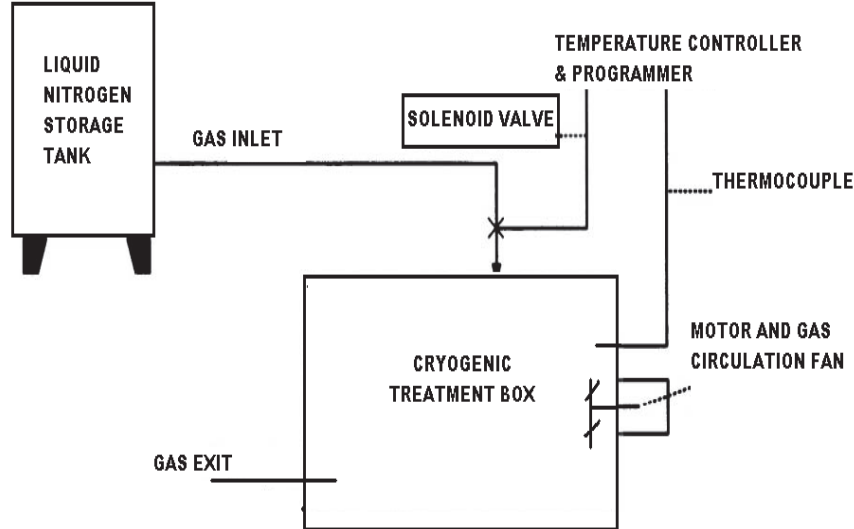 LIQUID
NITROGEN
STORAGE
TANK
GAS INLET
TEMPERATURE CONTROLLER
& PROGRAMMER
SOLENOID VALVE
THERMOCOUPLE
MOTOR AND GAS
CIRCULATION FAN
CRYOGENIC
TREATMENT BOX
GAS EXIT